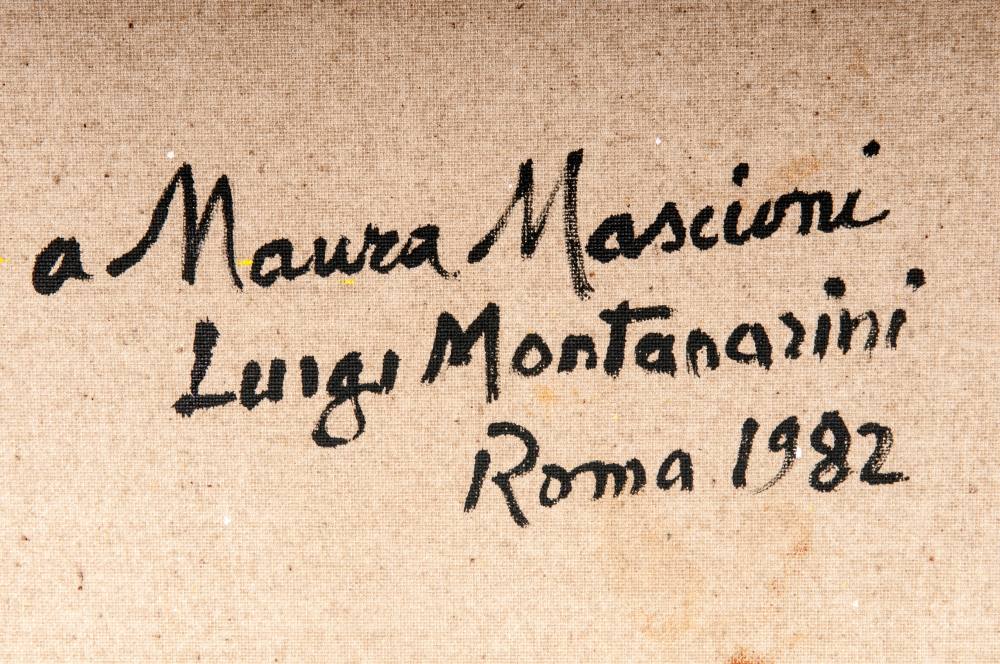 a Maura Mascioni
Luigi Montanarini
Roma 1982